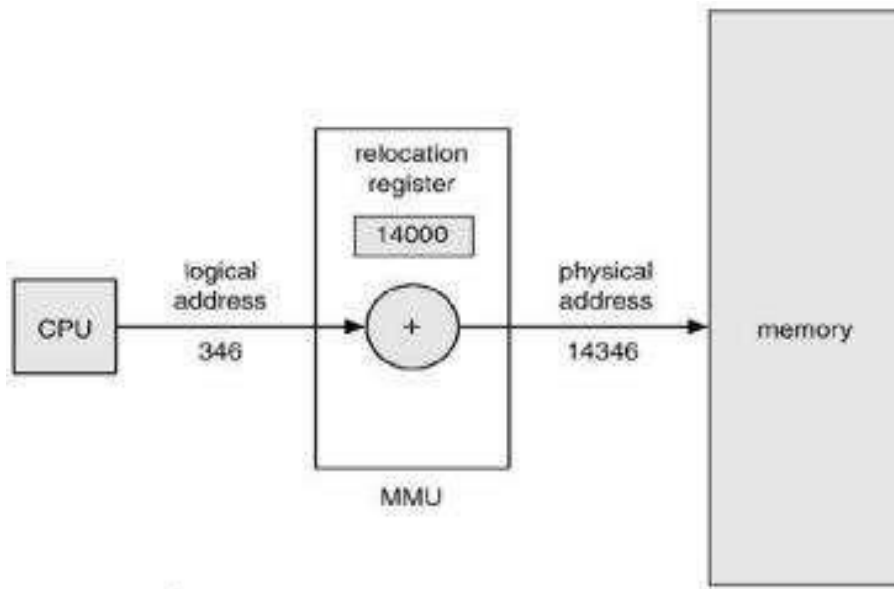 relocation
register
14000
logical
address
346
CPU
+
physical
address
14346
memory
MMU